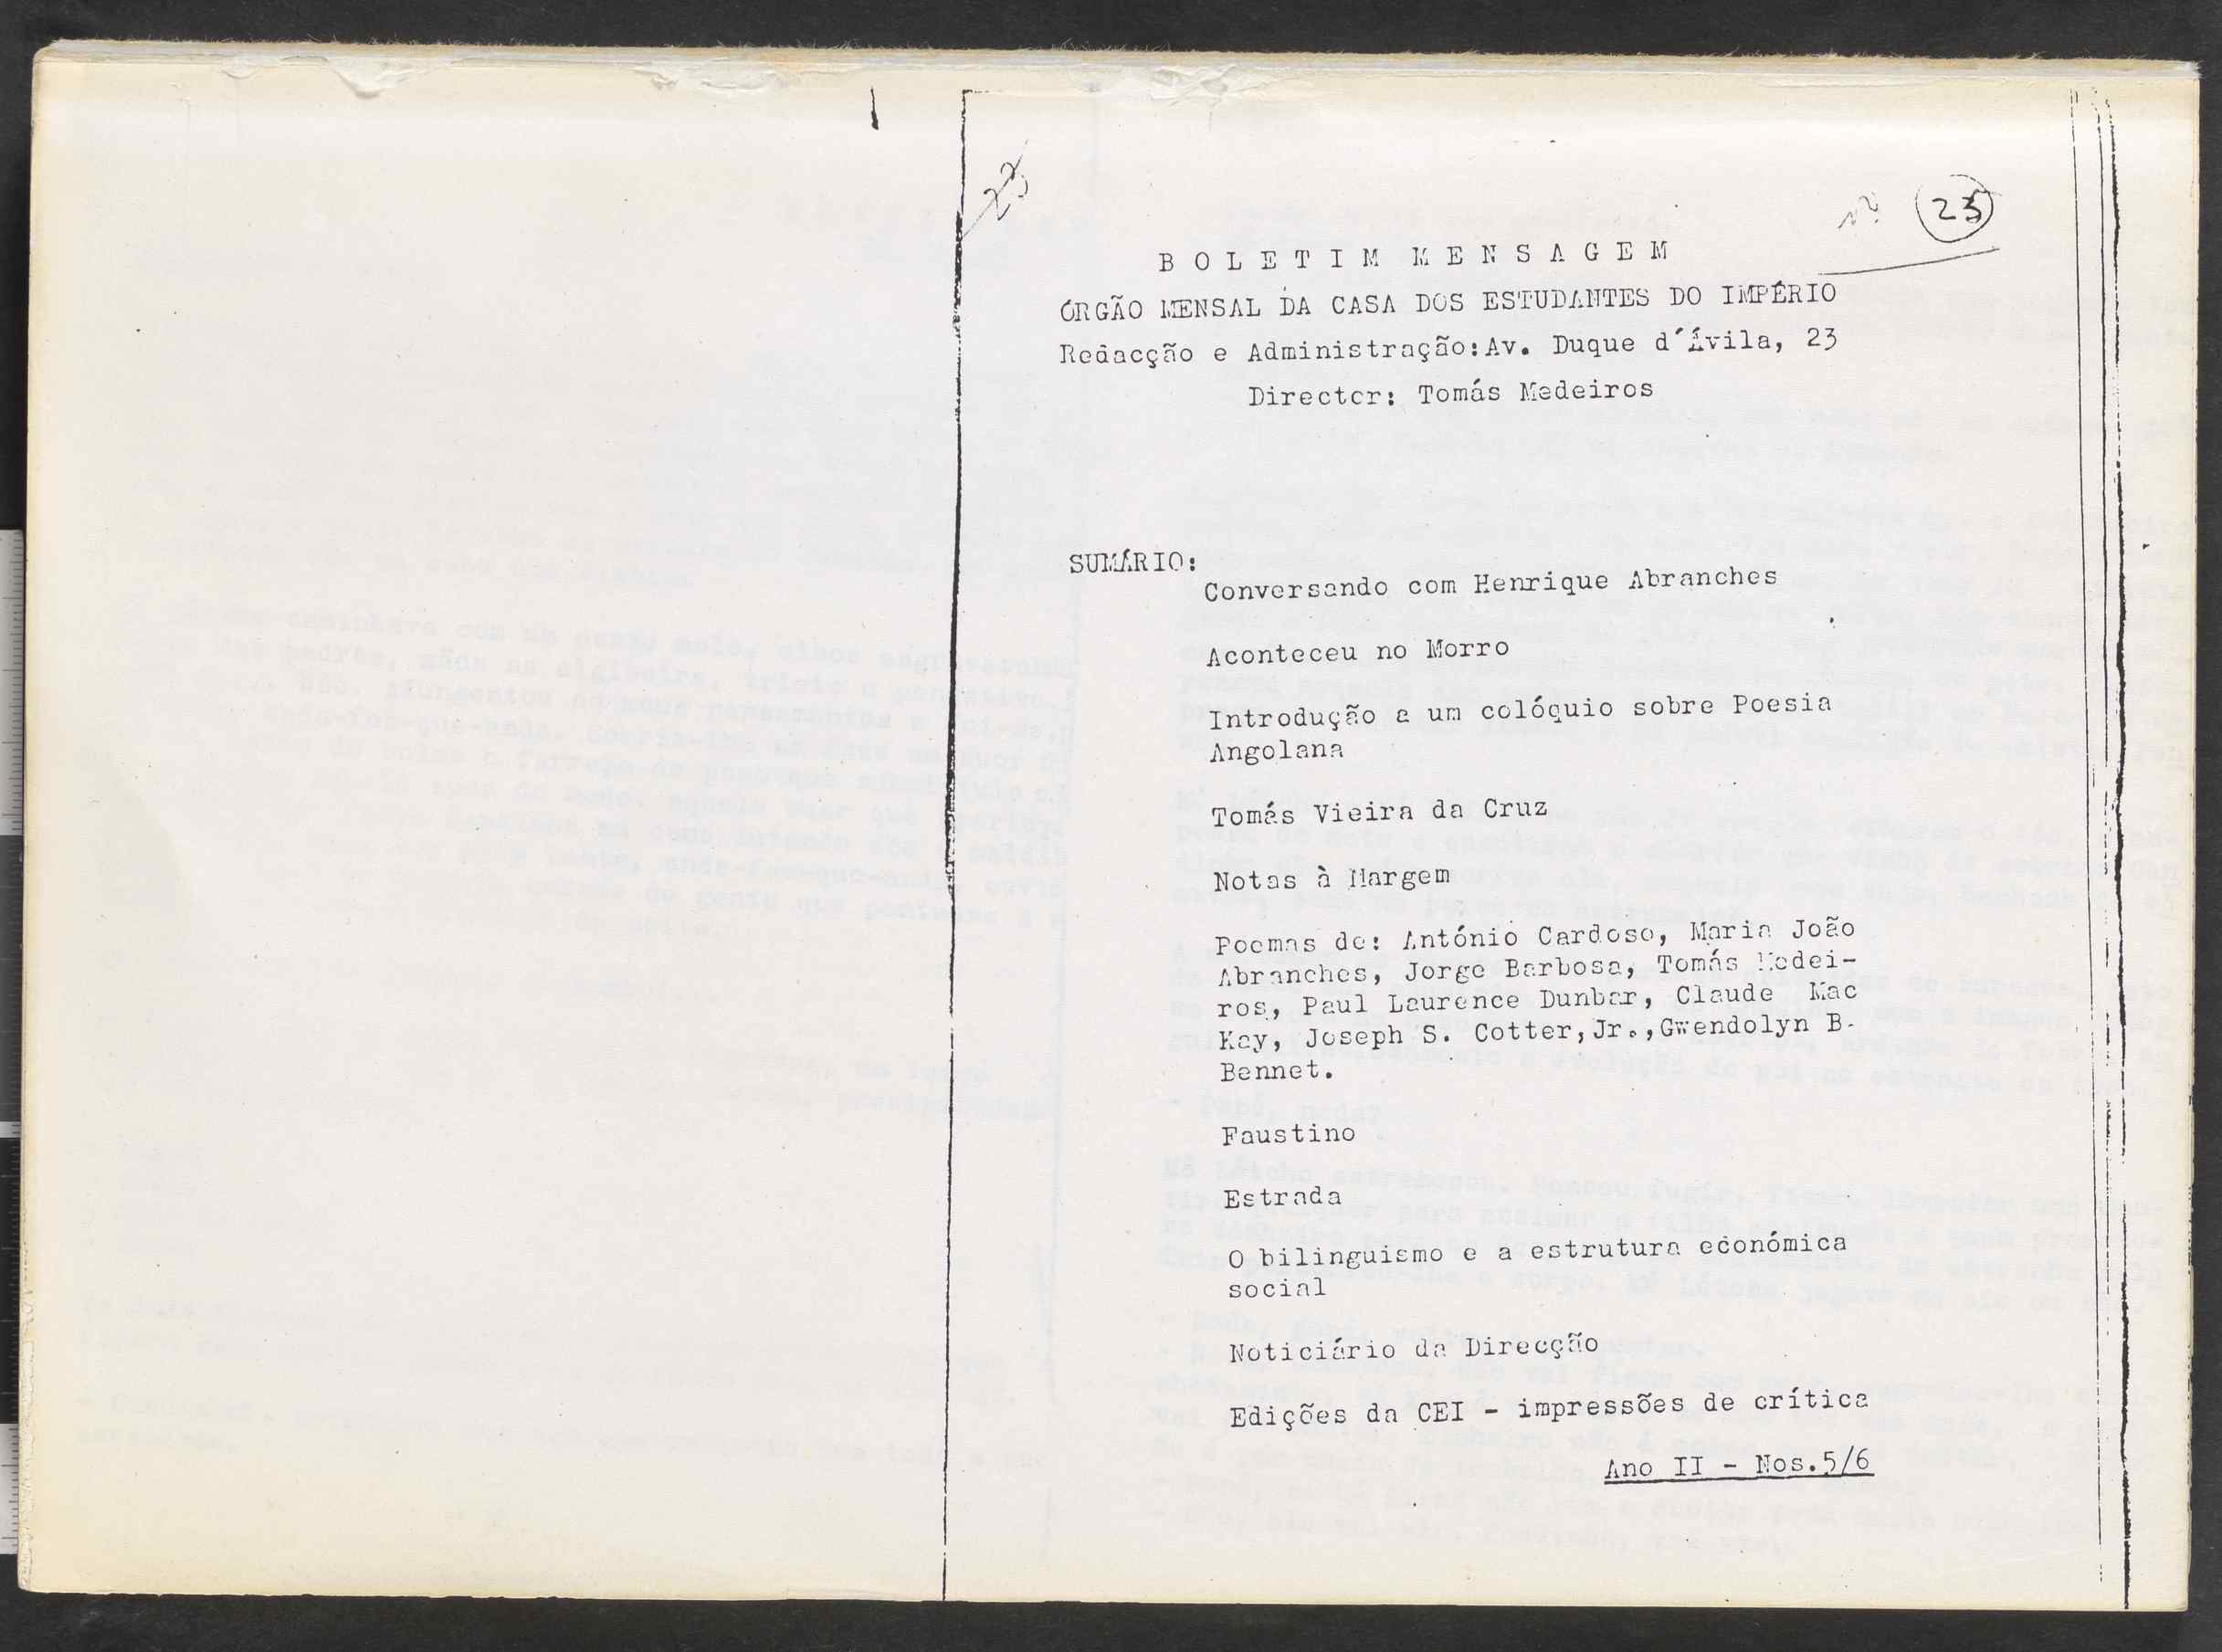 23
nº 25
BOLETIM MENSAGEM
ÓRGÃO MENSAL DA CASA DOS ESTUDANTES DO IMPÉRIO
Redacção e Administração:Av. Duque d'Ávila, 23
Director: Tomás Medeiros
SUMÁRIO:
Conversando com Henrique Abranches
Aconteceu no Morro
Introdução a um colóquio sobre Poesia
Angolana
Tomás Vieira da Cruz
Notas à Margem
Poemas de: António Cardoso, Maria João
Abranches, Jorge Barbosa, Tomás Medei-
ros, Paul Laurence Dunbar, Claude Mac
Kay, Joseph S. Cotter,Jr.,Gwendolyn B.
Bennet.
Faustino
Estrada
O bilinguismo e a estrutura económica
social
Noticiário da Direcção
Edições da CEI - impressões de crítica
Ano II - Nos.5/6